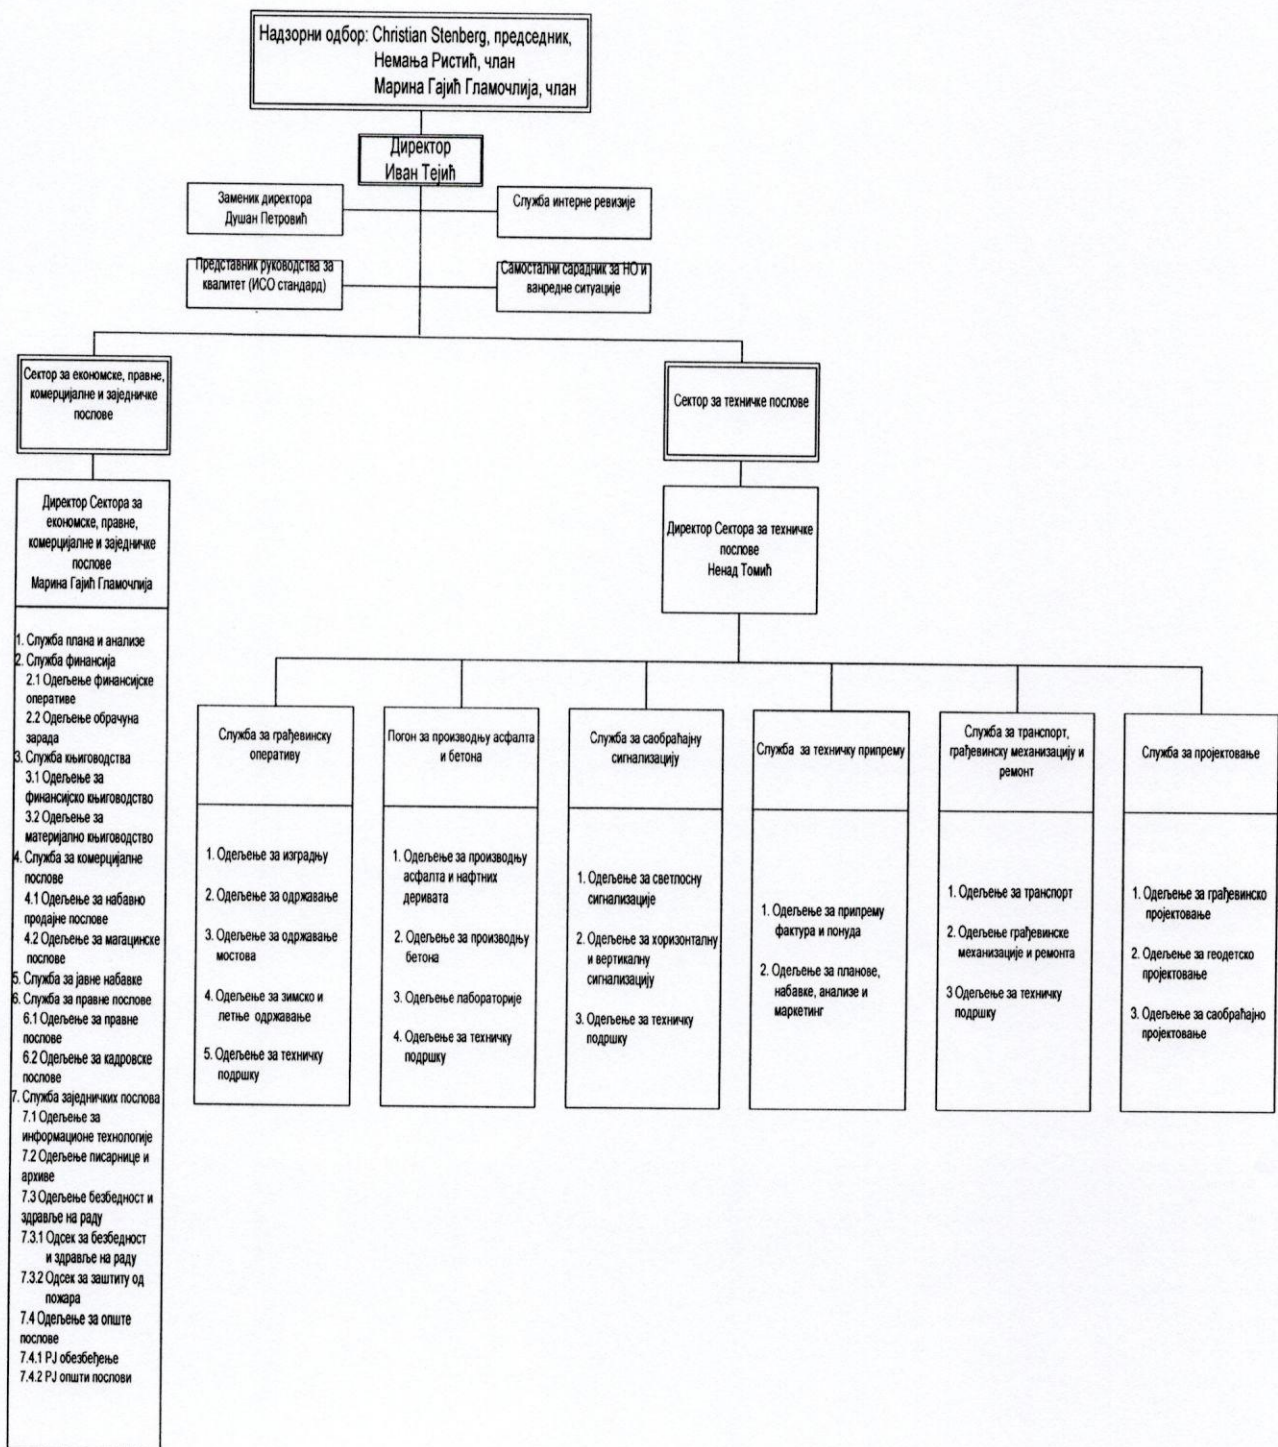 Надзорни одбор: Christian Stenberg, председник,
Немања Ристић, члан
Марина Гајић Гламочлија, члан
Директор
Иван Тејић
Заменик директора
Душан Петровић
Служба интерне ревизије
Представник руководства за
квалитет (ИСО стандард)
Самостални сарадник за НО и
ванредне ситуације
Сектор за економске, правне,
комерцијалне и заједничке
послове
Сектор за техничке послове
Директор Сектора за
економске, правне,
комерцијалне и заједничке
послове
Марина Гајић Гламочлија
Директор Сектора за техничке
послове
Ненад Томић
1. Служба плана и анализе
2. Служба финансија
2.1 Одељење финансијске
оперативе
2.2 Одељење обрачуна
зарада
3. Служба књиговодства
3.1 Одељење за
финансијско књиговодство
3.2 Одељење за
материјално књиговодство
4. Служба за комерцијалне
послове
4.1 Одељење за набавно
продајне послове
4.2 Одељење за магацинске
послове
5. Служба за јавне набавке
6. Служба за правне послове
6.1 Одељење за правне
послове
6.2 Одељење за кадровске
послове
7. Служба заједничких послова
7.1 Одељење за
информационе технологије
7.2 Одељење писарнице и
архиве
7.3 Одељење безбедност и
здравље на раду
7.3.1 Одсек за безбедност
и здравље на раду
7.3.2 Одсек за заштиту од
пожара
7.4 Одељење за опште
послове
7.4.1 РЈ обезбеђење
7.4.2 РЈ општи послови
Служба за грађевинску
оперативу
1. Одељење за изградњу
2. Одељење за одржавање
3. Одељење за одржавање
мостова
4. Одељење за зимско и
летње одржавање
5. Одељење за техничку
подршку
Погон за производњу асфалта
и бетона
1. Одељење за производњу
асфалта и нафтних
деривата
2. Одељење за производњу
бетона
3. Одељење лабораторије
4. Одељење за техничку
подршку
Служба за саобраћајну
сигнализацију
1. Одељење за светлосну
сигнализације
2. Одељење за хоризонталну
и вертикалну
сигнализацију
3. Одељење за техничку
подршку
Служба за техничку припрему
1. Одељење за припрему
фактура и понуда
2. Одељење за планове,
набавке, анализе и
маркетинг
Служба за транспорт,
грађевинску механизацију и
ремонт
1. Одељење за транспорт
2. Одељење грађевинске
механизације и ремонта
3 Одељење за техничку
подршку
Служба за пројектовање
1. Одељење за грађевинско
пројектовање
2. Одељење за геодетско
пројектовање
3. Одељење за саобраћајно
пројектовање